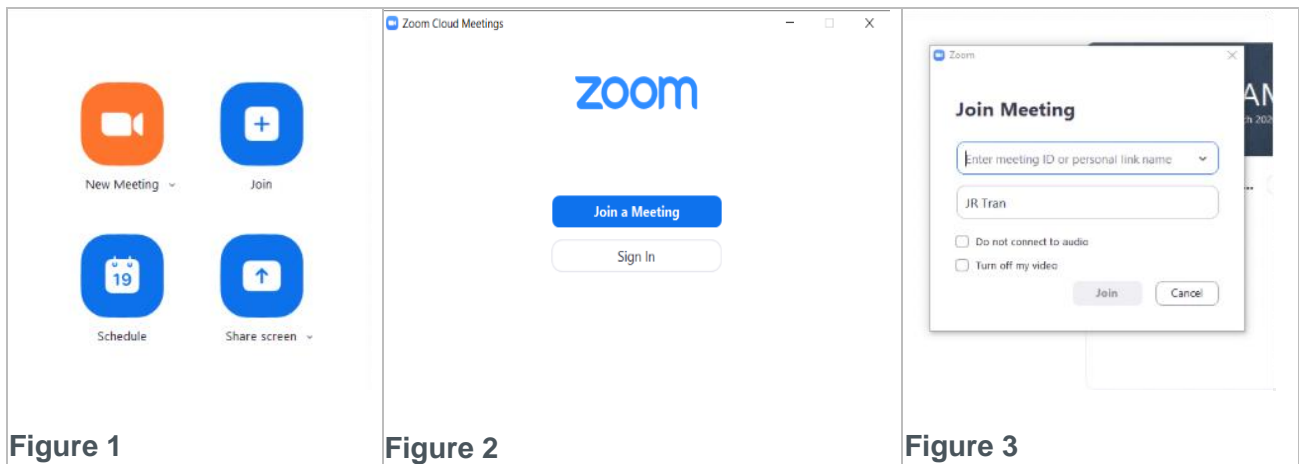 New Meeting
Join
19
Schedule
Share screen
Figure 1
Zoom Cloud Meetings
zoom
Join a Meeting
Sign In
Figure 2
Zoom
Join Meeting
Enter meeting ID or personal link name
JR Tran
Do not connect to audio
Turn off my video
Join Cancel
Figure 3